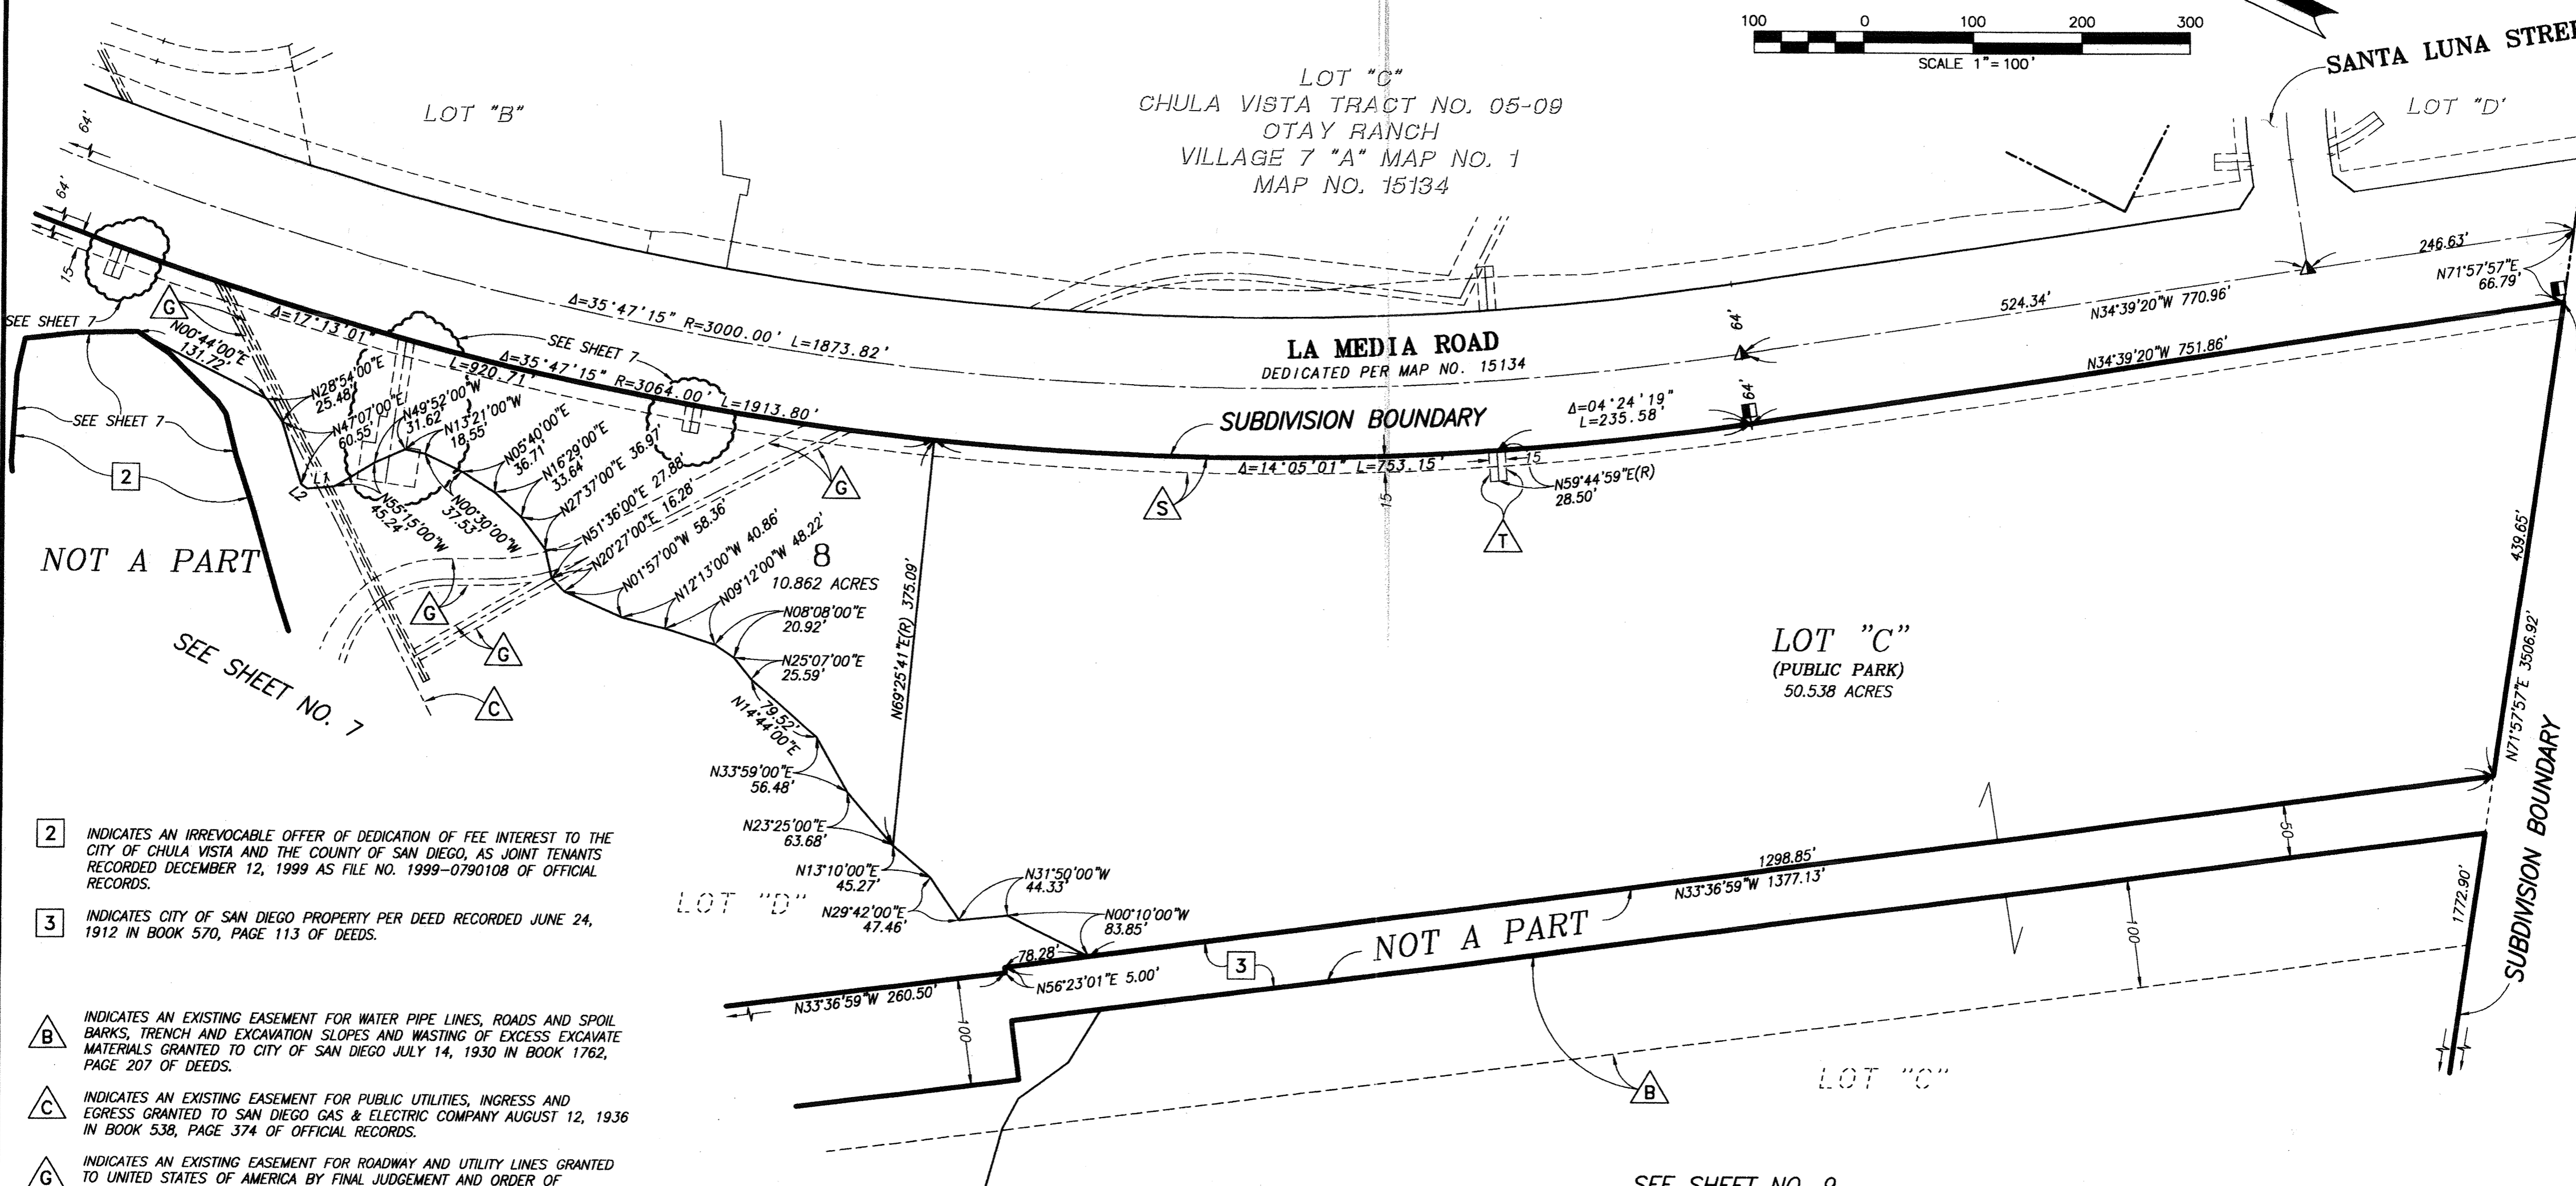 100 0 100 200 300
SCALE 1"= 100'
SANTA LUNA
LOT "C"
CHULA VISTA TRACT NO. 05-09
OTAY RANCH
VILLAGE 7 "A" MAP NO. 1
MAP NO. 15134
LOT "B"
LOT "D'
64'
64'
15
SEE SHEET 7
G
N00°44'00"E
131.72'
Δ=17°13'01"
L=920.71'
Δ=35°47'15" R=3000.00' L=1873.82'
SEE SHEET 7
Δ=35°47'15" R=3064.00' L=1913.80'
LA MEDIA ROAD
DEDICATED PER MAP NO. 15134
SUBDIVISION BOUNDARY
Δ=04°24'19"
L=235.58'
64'
64'
246.63'
N71°57'57"E
66.79'
524.34'
N34°39'20"W 770.96'
N34°39'20"W 751.86'
SEE SHEET 7
2
N28°54'00"E
25.48'
N47°07'00"E
60.55'
N49°52'00"W
31.62'
N13°21'00"W
18.55'
N05°40'00"E
36.71'
N16°29'00"E
33.64'
N27°37'00"E 36.97'
N51°36'00"E 27.88'
N20°27'00"E 16.28'
N01°57'00"W 58.36'
N12°13'00"W 40.86'
N09°12'00"W 48.22'
L2
L1
N55°15'00"W
45.24'
N00°30'00"W
37.53'
G
S
Δ=14°05'01" L=753.15'
15
15
N59°44'59"E(R)
28.50'
T
NOT A PART
8
10.862 ACRES
N08°08'00"E
20.92'
N25°07'00"E
25.59'
N69°25'41"E(R) 375.09'
G
G
C
SEE SHEET NO. 7
79.52'
N14°44'00"E
N33°59'00"E
56.48'
N23°25'00"E
63.68'
N13°10'00"E
45.27'
N29°42'00"E
47.46'
N31°50'00"W
44.33'
N00°10'00"W
83.85'
LOT "C"
(PUBLIC PARK)
50.538 ACRES
439.65'
N71°57'57"E 3506.92'
SUBDIVISION BOUNDARY
1772.90'
1298.85'
N33°36'59"W 1377.13'
50
100
LOT "D"
78.28'
N56°23'01"E 5.00'
N33°36'59"W 260.50'
100
3
NOT A PART
B
LOT "C"
2 INDICATES AN IRREVOCABLE OFFER OF DEDICATION OF FEE INTEREST TO THE
CITY OF CHULA VISTA AND THE COUNTY OF SAN DIEGO, AS JOINT TENANTS
RECORDED DECEMBER 12, 1999 AS FILE NO. 1999-0790108 OF OFFICIAL
RECORDS.
3 INDICATES CITY OF SAN DIEGO PROPERTY PER DEED RECORDED JUNE 24,
1912 IN BOOK 570, PAGE 113 OF DEEDS.
B INDICATES AN EXISTING EASEMENT FOR WATER PIPE LINES, ROADS AND SPOIL
BARKS, TRENCH AND EXCAVATION SLOPES AND WASTING OF EXCESS EXCAVATE
MATERIALS GRANTED TO CITY OF SAN DIEGO JULY 14, 1930 IN BOOK 1762,
PAGE 207 OF DEEDS.
C INDICATES AN EXISTING EASEMENT FOR PUBLIC UTILITIES, INGRESS AND
EGRESS GRANTED TO SAN DIEGO GAS & ELECTRIC COMPANY AUGUST 12, 1936
IN BOOK 538, PAGE 374 OF OFFICIAL RECORDS.
G INDICATES AN EXISTING EASEMENT FOR ROADWAY AND UTILITY LINES GRANTED
TO UNITED STATES OF AMERICA BY FINAL JUDGEMENT AND ORDER OF
SEE SHEET NO. 9